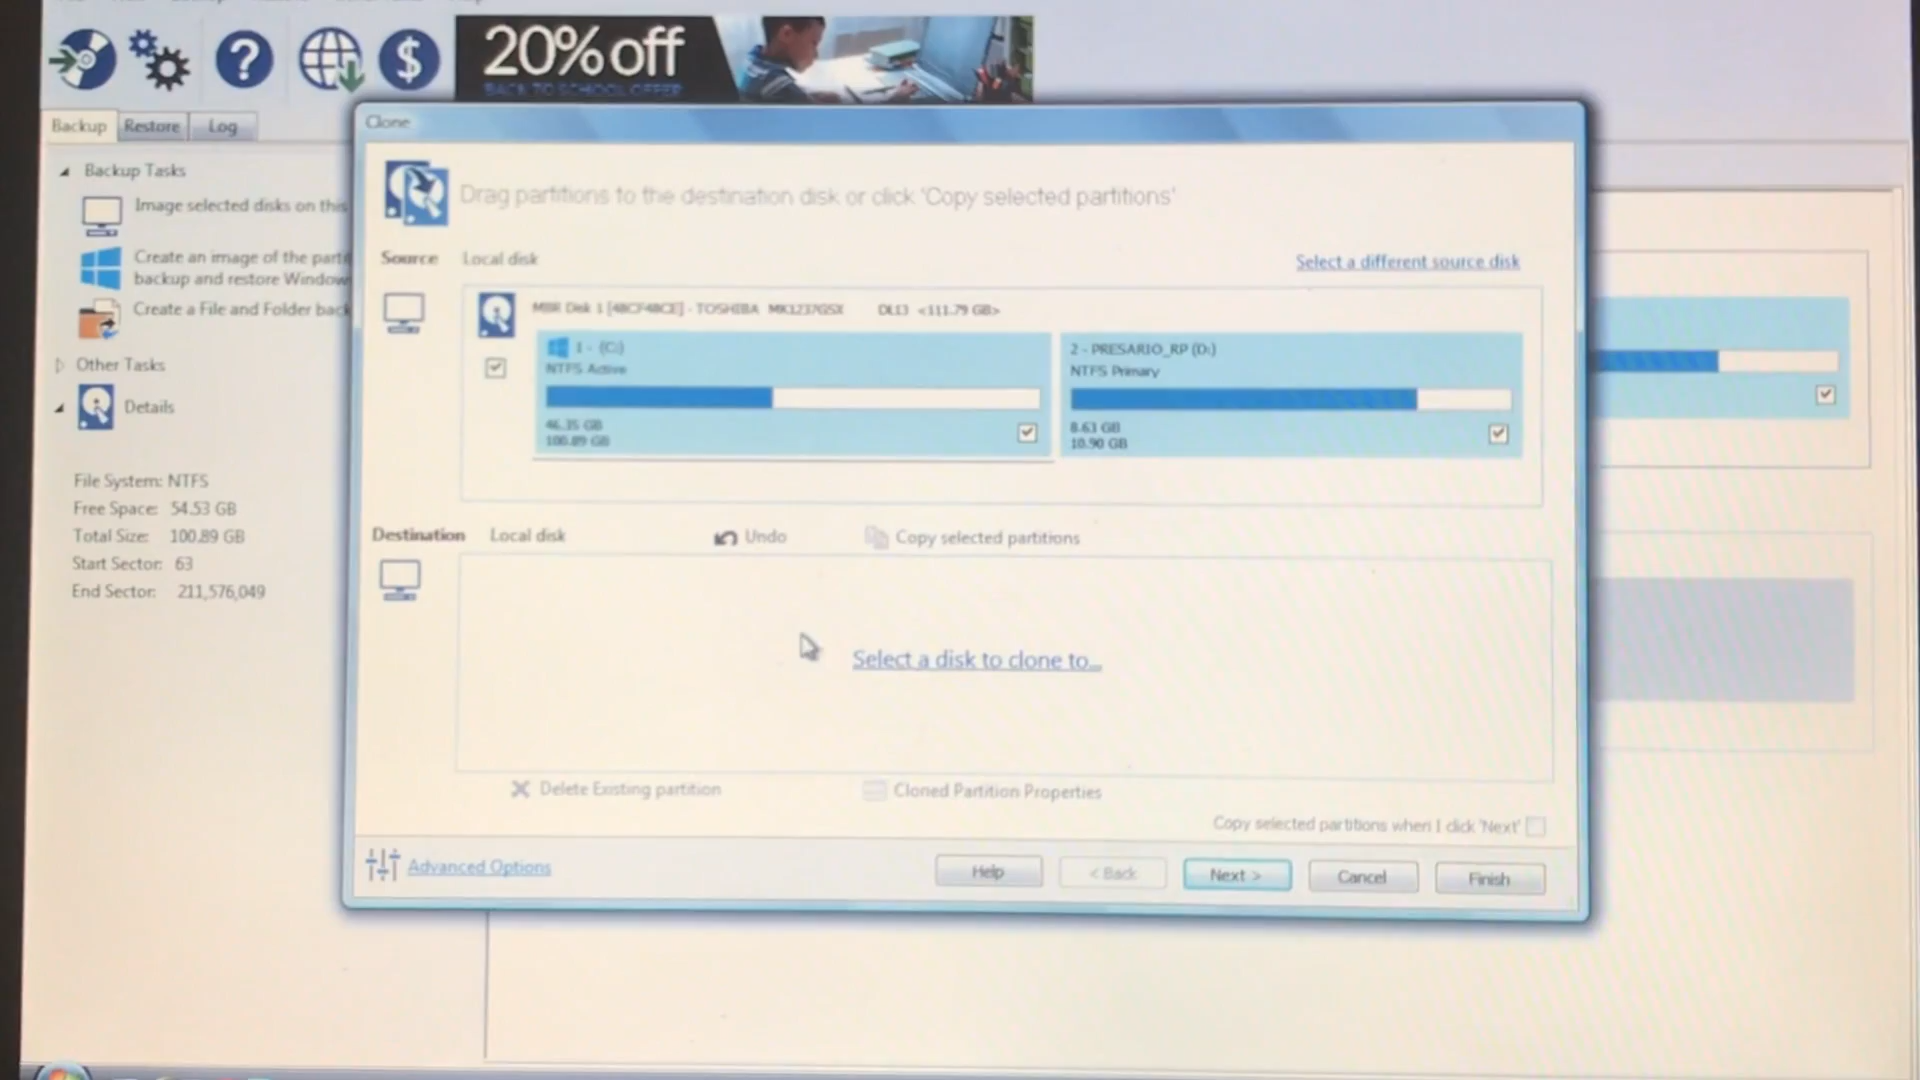 20% off
BACK TO SCHOOL OFFER
Backup
Restore
Log
Backup Tasks
Image selected disks on this
Create an image of the parti
backup and restore Window
Create a File and Folder back
Other Tasks
Details
File System: NTFS
Free Space: 54.53 GB
Total Size: 100.89 GB
Start Sector: 63
End Sector: 211,576,049
Clone
Drag partitions to the destination disk or click 'Copy selected partitions'
Source Local disk
Select a different source disk
MBR Disk 1 [48CF48CE] - TOSHIBA MK1237GSX DL13 <111.79 GB>
1 - (C:)
NTFS Active
46.35 GB
100.89 GB
2 - PRESARIO_RP (D:)
NTFS Primary
8.63 GB
10.90 GB
Destination Local disk
Undo
Copy selected partitions
Select a disk to clone to...
Delete Existing partition
Cloned Partition Properties
Copy selected partitions when I click 'Next'
Advanced Options
Help
< Back
Next >
Cancel
Finish